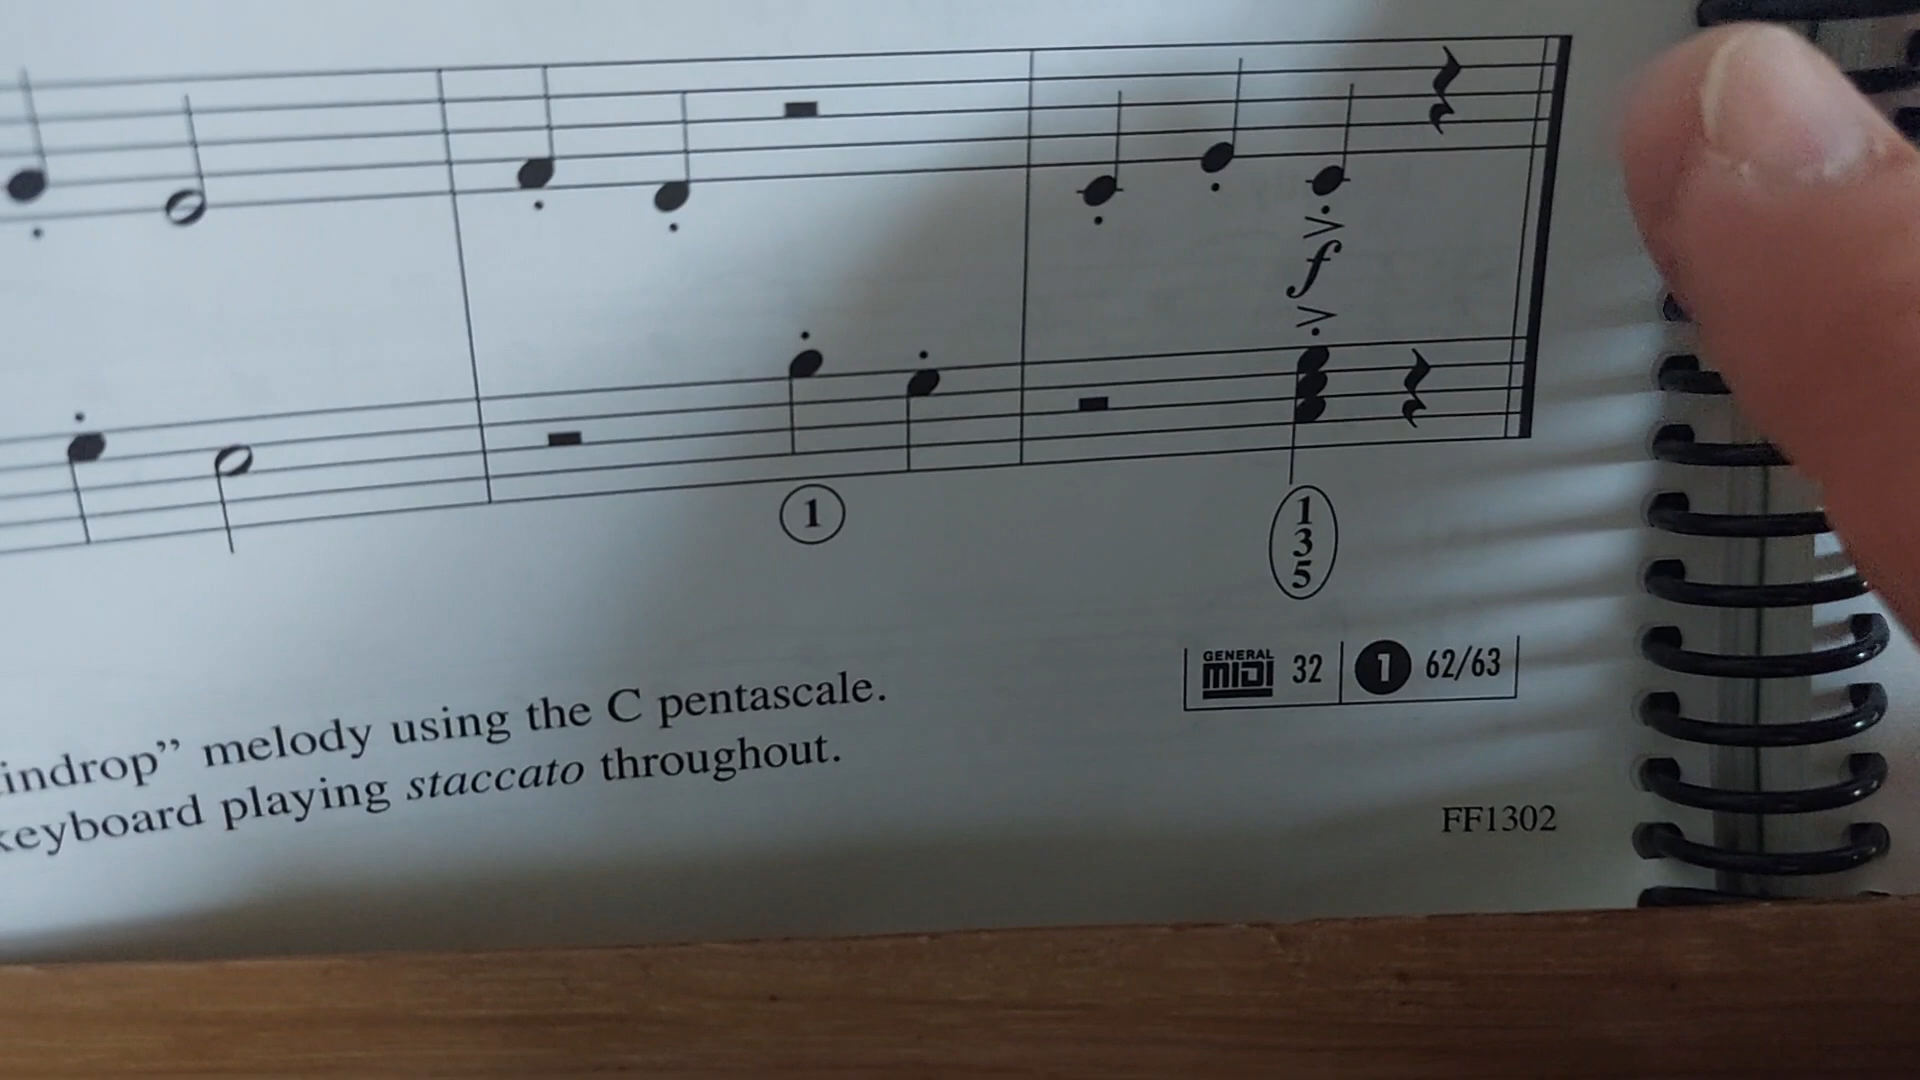 f
1
1
3
5
GENERAL MIDI 32 1 62/63
indrop” melody using the C pentascale.
keyboard playing staccato throughout.
FF1302